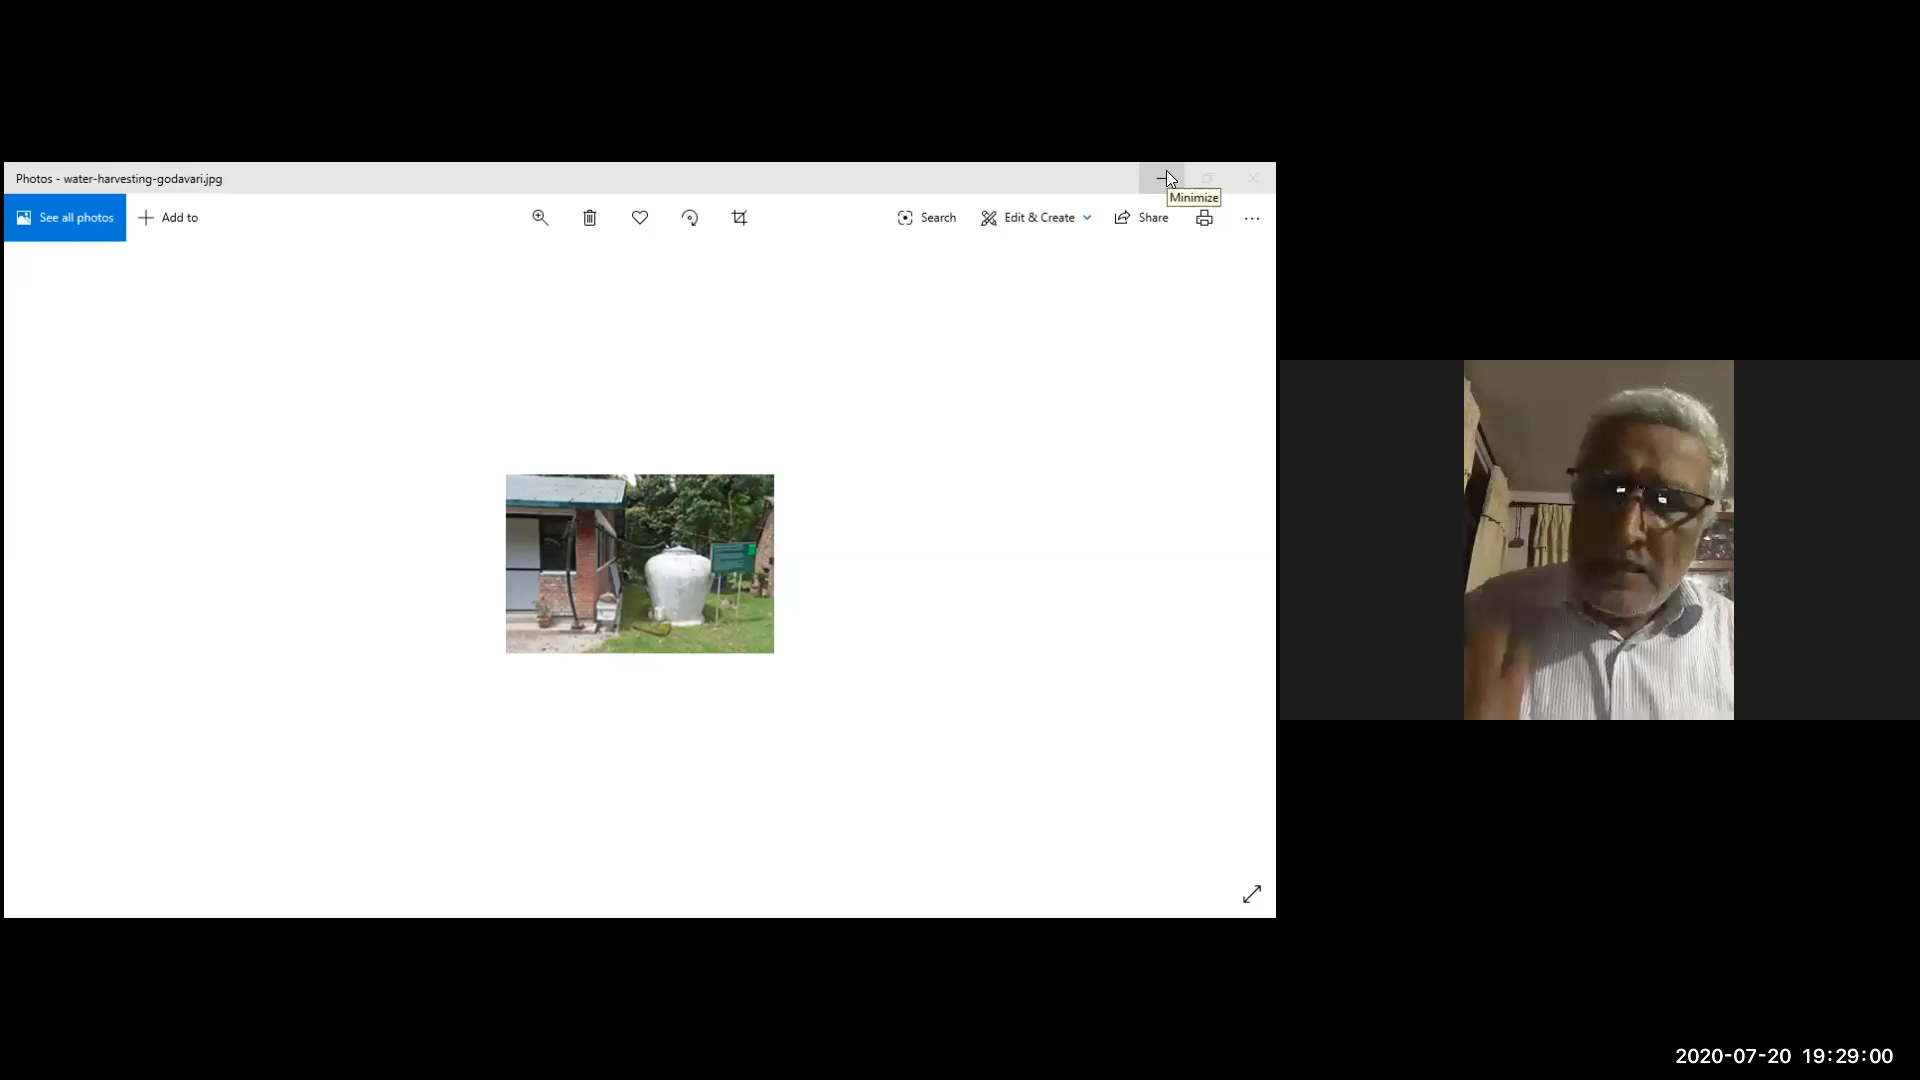 Photos - water-harvesting-godavari.jpg
Minimize
See all photos
Add to
Search
Edit & Create
Share
2020-07-20 19:29:00